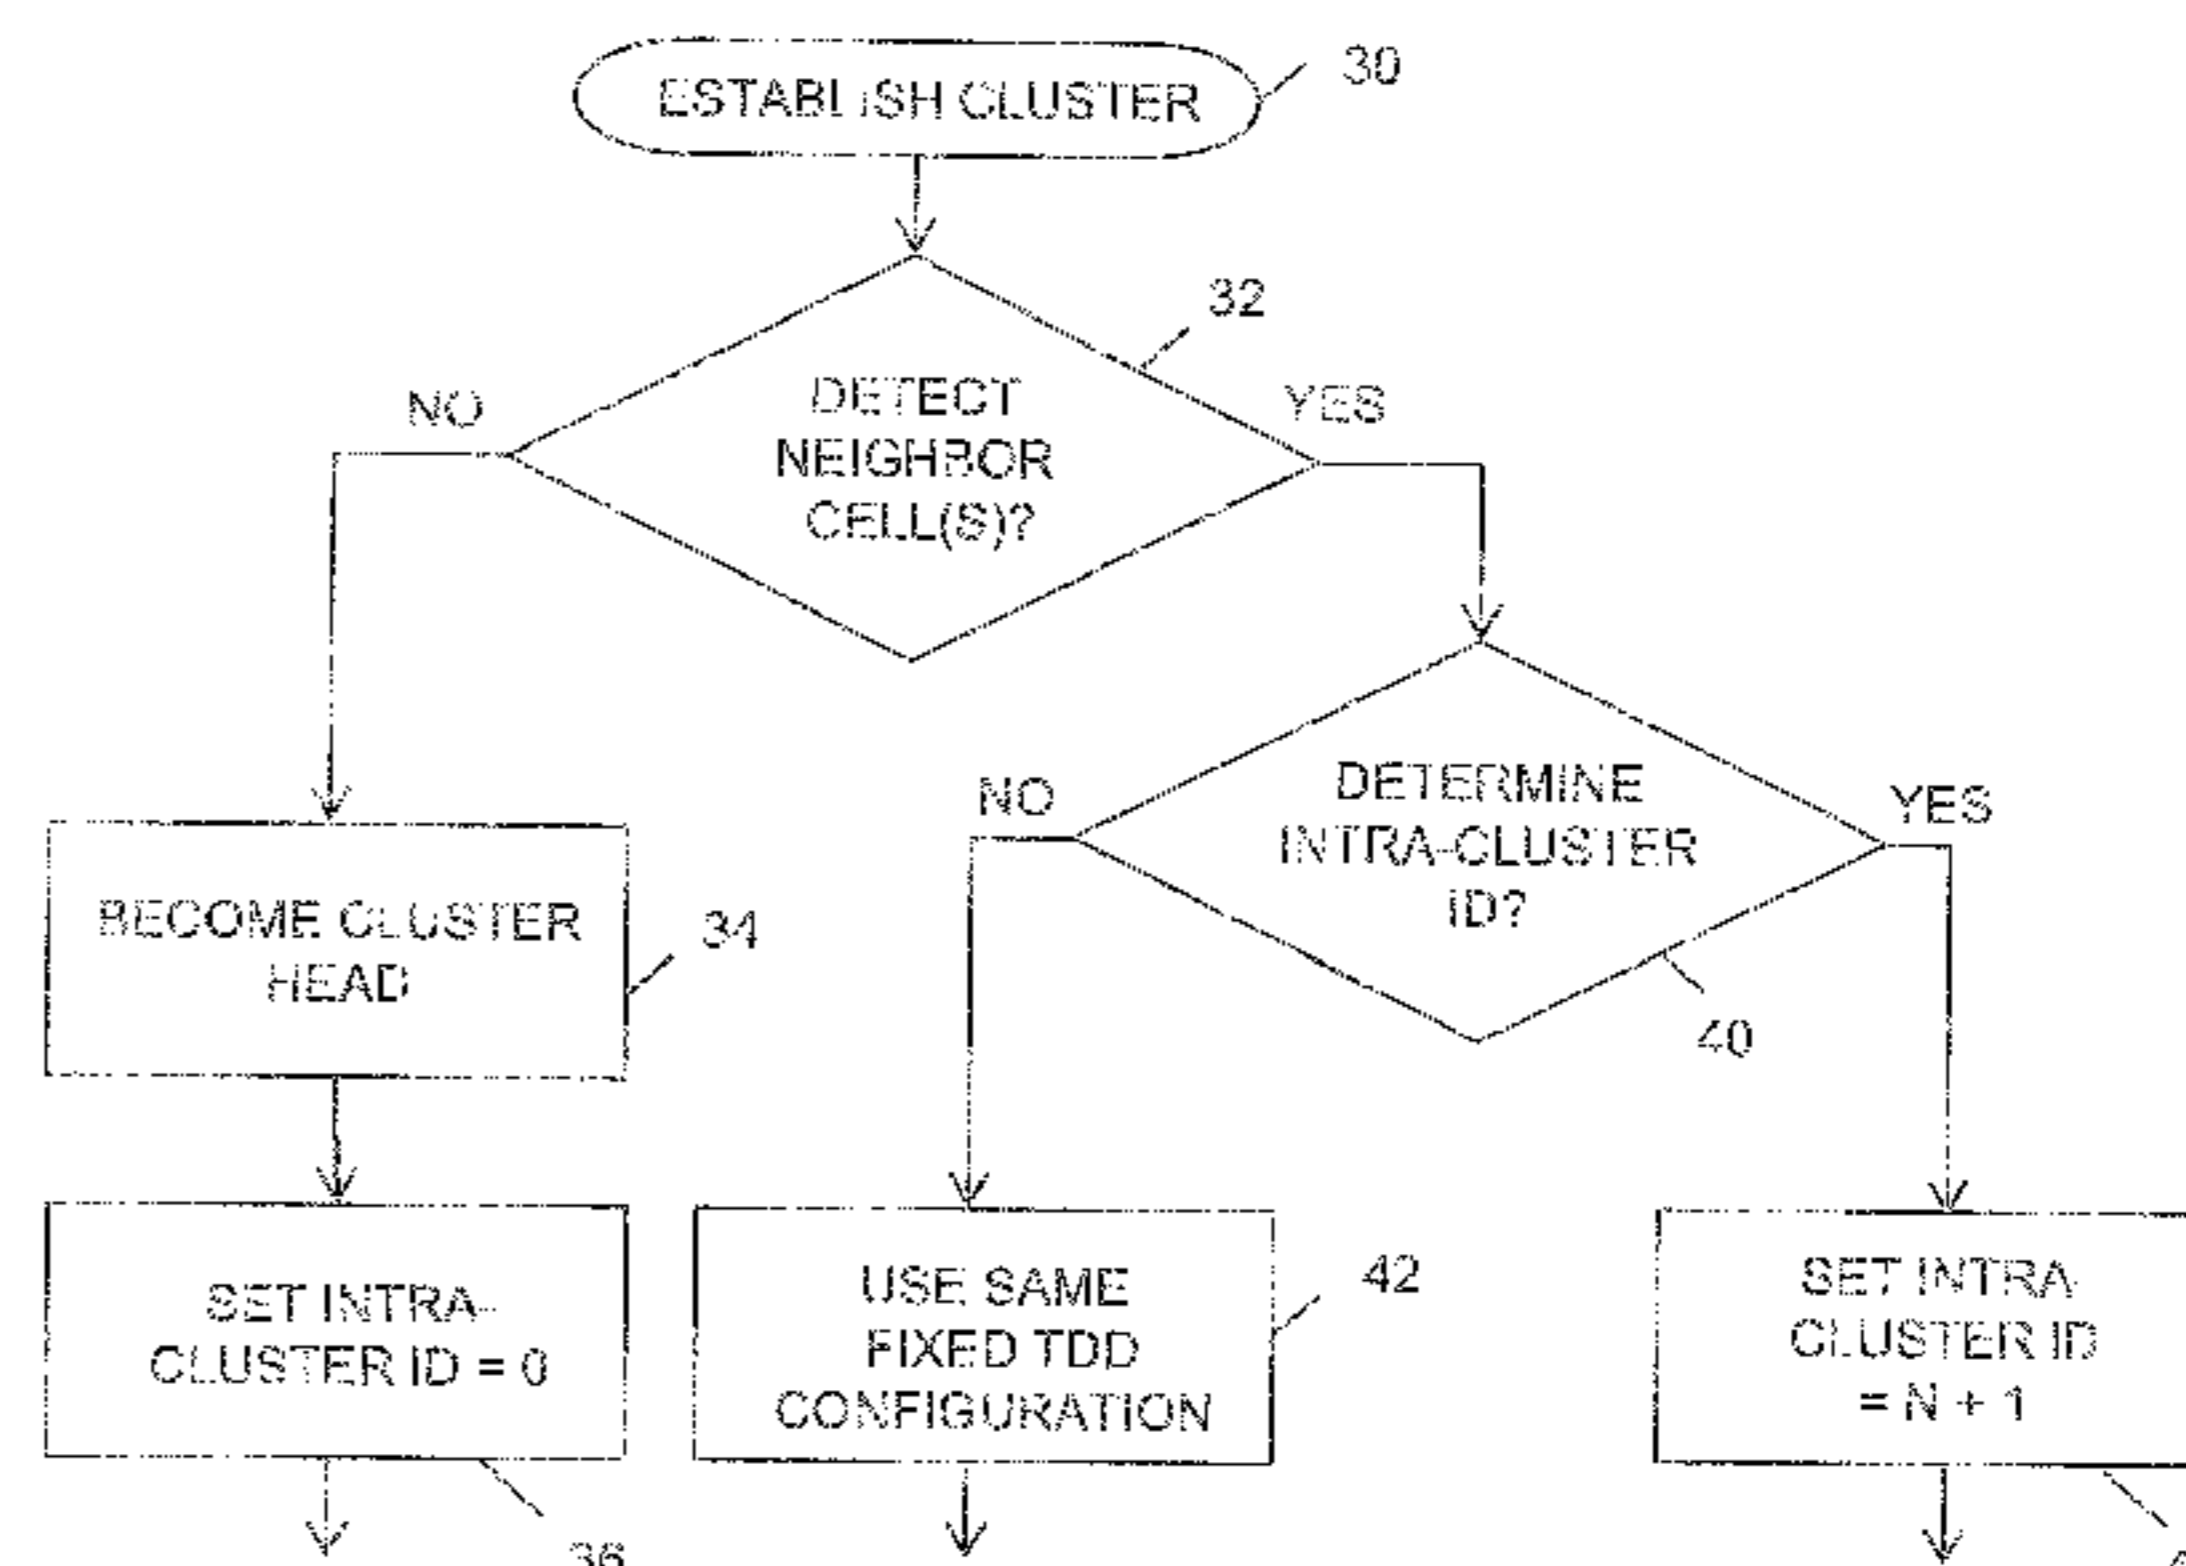 ESTABLISH CLUSTER
30
32
DETECT
NEIGHBOR
CELL(S)?
NO
YES
DETERMINE
INTRA-CLUSTER
ID?
NO
YES
40
BECOME CLUSTER
HEAD
34
SET INTRA-
CLUSTER ID = 0
36
USE SAME
FIXED TDD
CONFIGURATION
42
SET INTRA-
CLUSTER ID
= N + 1